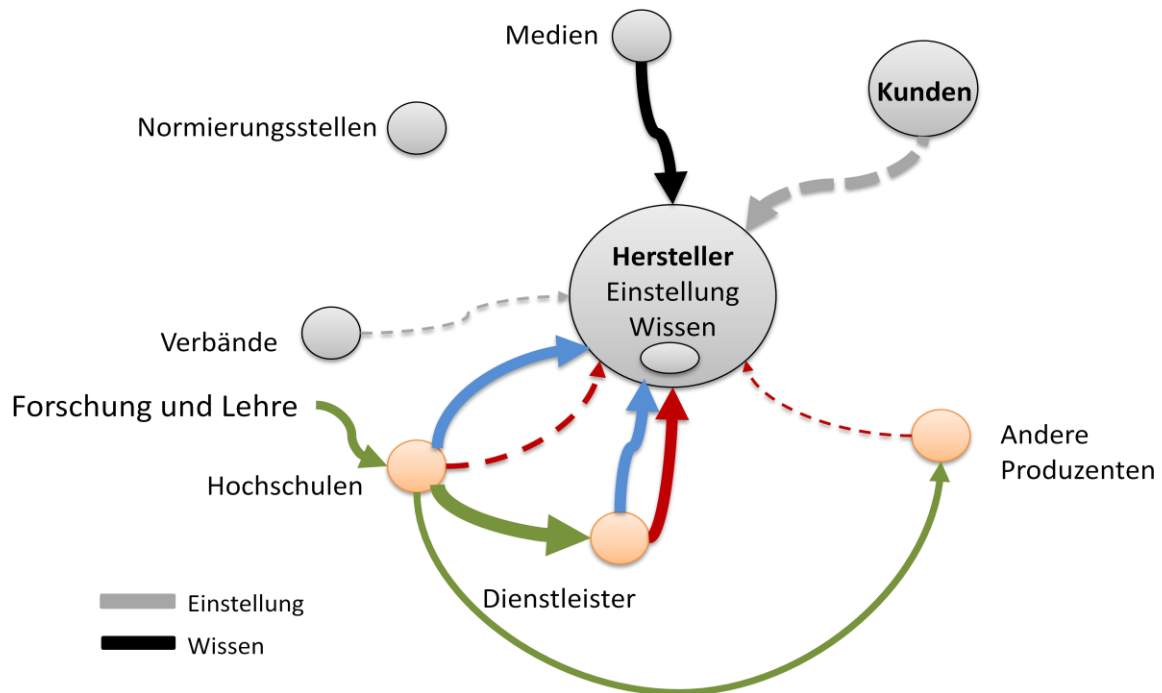 Medien
Kunden
Normierungsstellen
Hersteller
Einstellung
Wissen
Verbände
Forschung und Lehre
Andere
Produzenten
Hochschulen
Dienstleister
Einstellung
Wissen